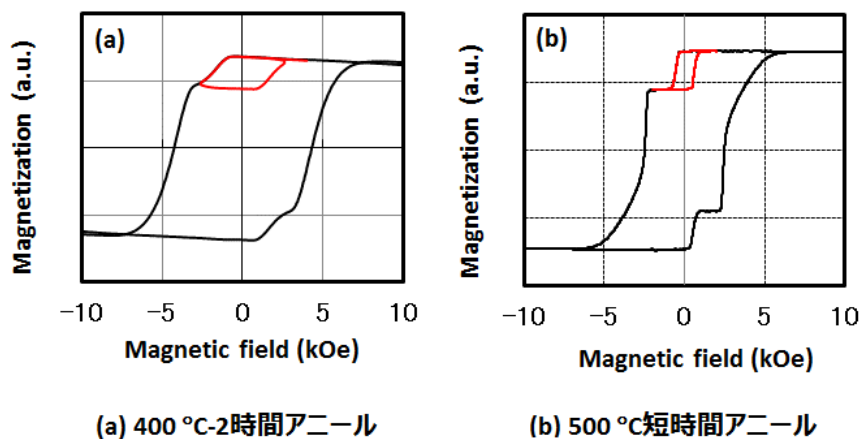 (a)
Magnetization (a.u.)
−10
−5
0
5
10
Magnetic field (kOe)
(a) 400 °C-2時間アニール
(b)
Magnetization (a.u.)
−10
−5
0
5
10
Magnetic field (kOe)
(b) 500 °C短時間アニール